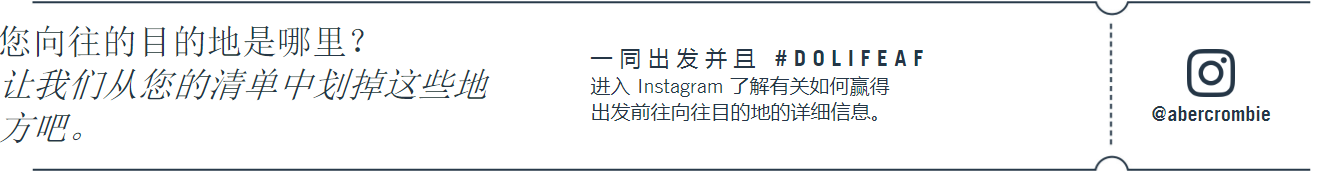 您向往的目的地是哪里？
让我们从您的清单中划掉这些地
方吧。
一同出发并且 #DOLIFEAF
进入 Instagram 了解有关如何赢得
出发前往向往目的地的详细信息。
@abercrombie